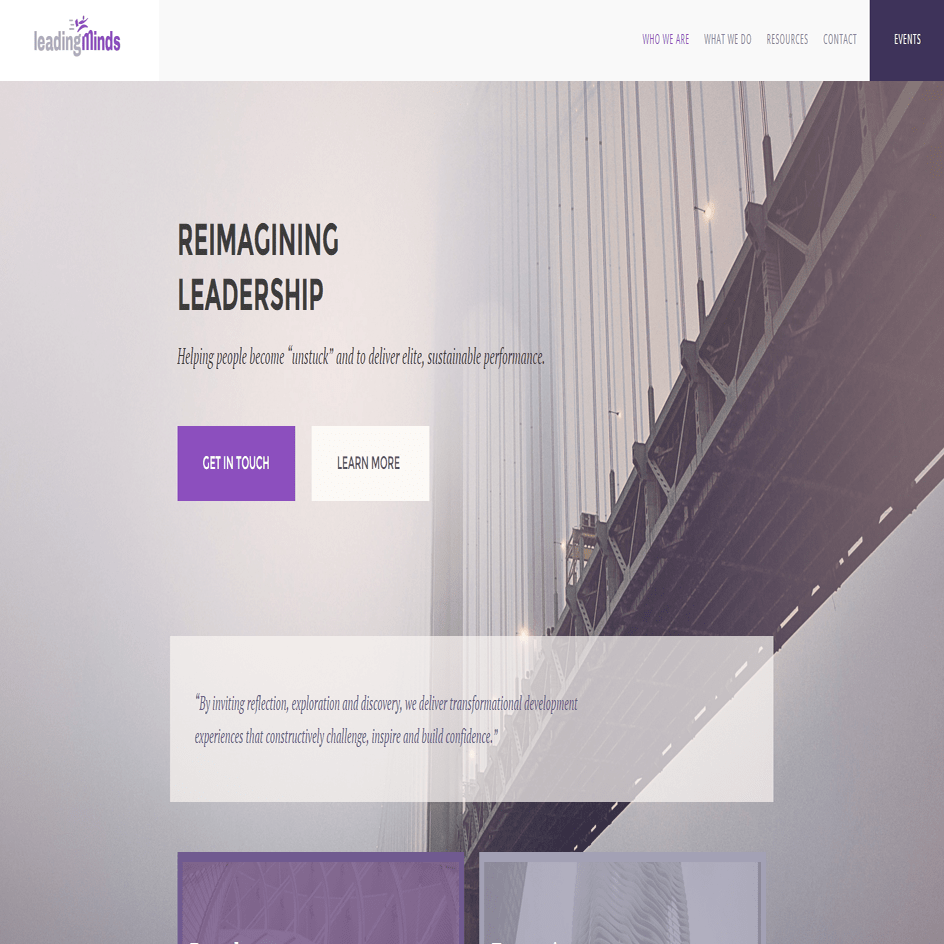 leadingminds
WHO WE ARE
WHAT WE DO
RESOURCES
CONTACT
EVENTS
REIMAGINING
LEADERSHIP
Helping people become “unstuck” and to deliver elite, sustainable performance.
GET IN TOUCH
LEARN MORE
“By inviting reflection, exploration and discovery, we deliver transformational development
experiences that constructively challenge, inspire and build confidence.”